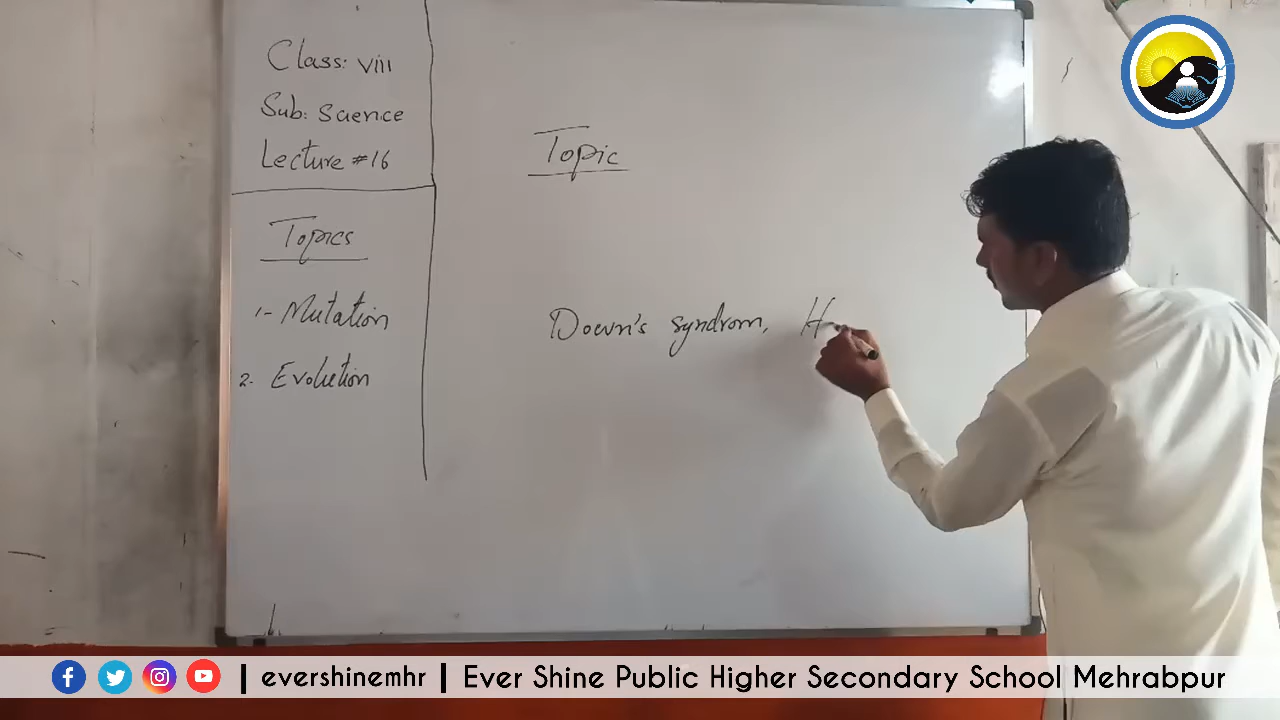 Class: VIII
Sub: Science
Lecture #16
Topics
1- Mutation
2. Evolution
Topic
Down's syndrom, H
| evershinemhr | Ever Shine Public Higher Secondary School Mehrabpur